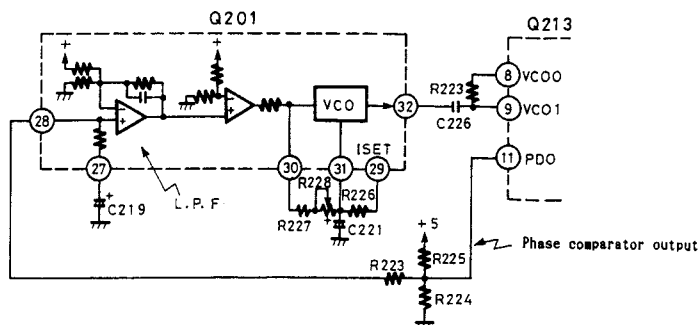 Q201
Q213
+
+
28
27
C219
L.P.F
VCO
32
ISET
30
31
29
R228
R226
R227
+
C221
R223
C226
8 VCO0
9 VCO1
11 PDO
+5
R225
R223
R224
Phase comparator output
+
-
+
-
+